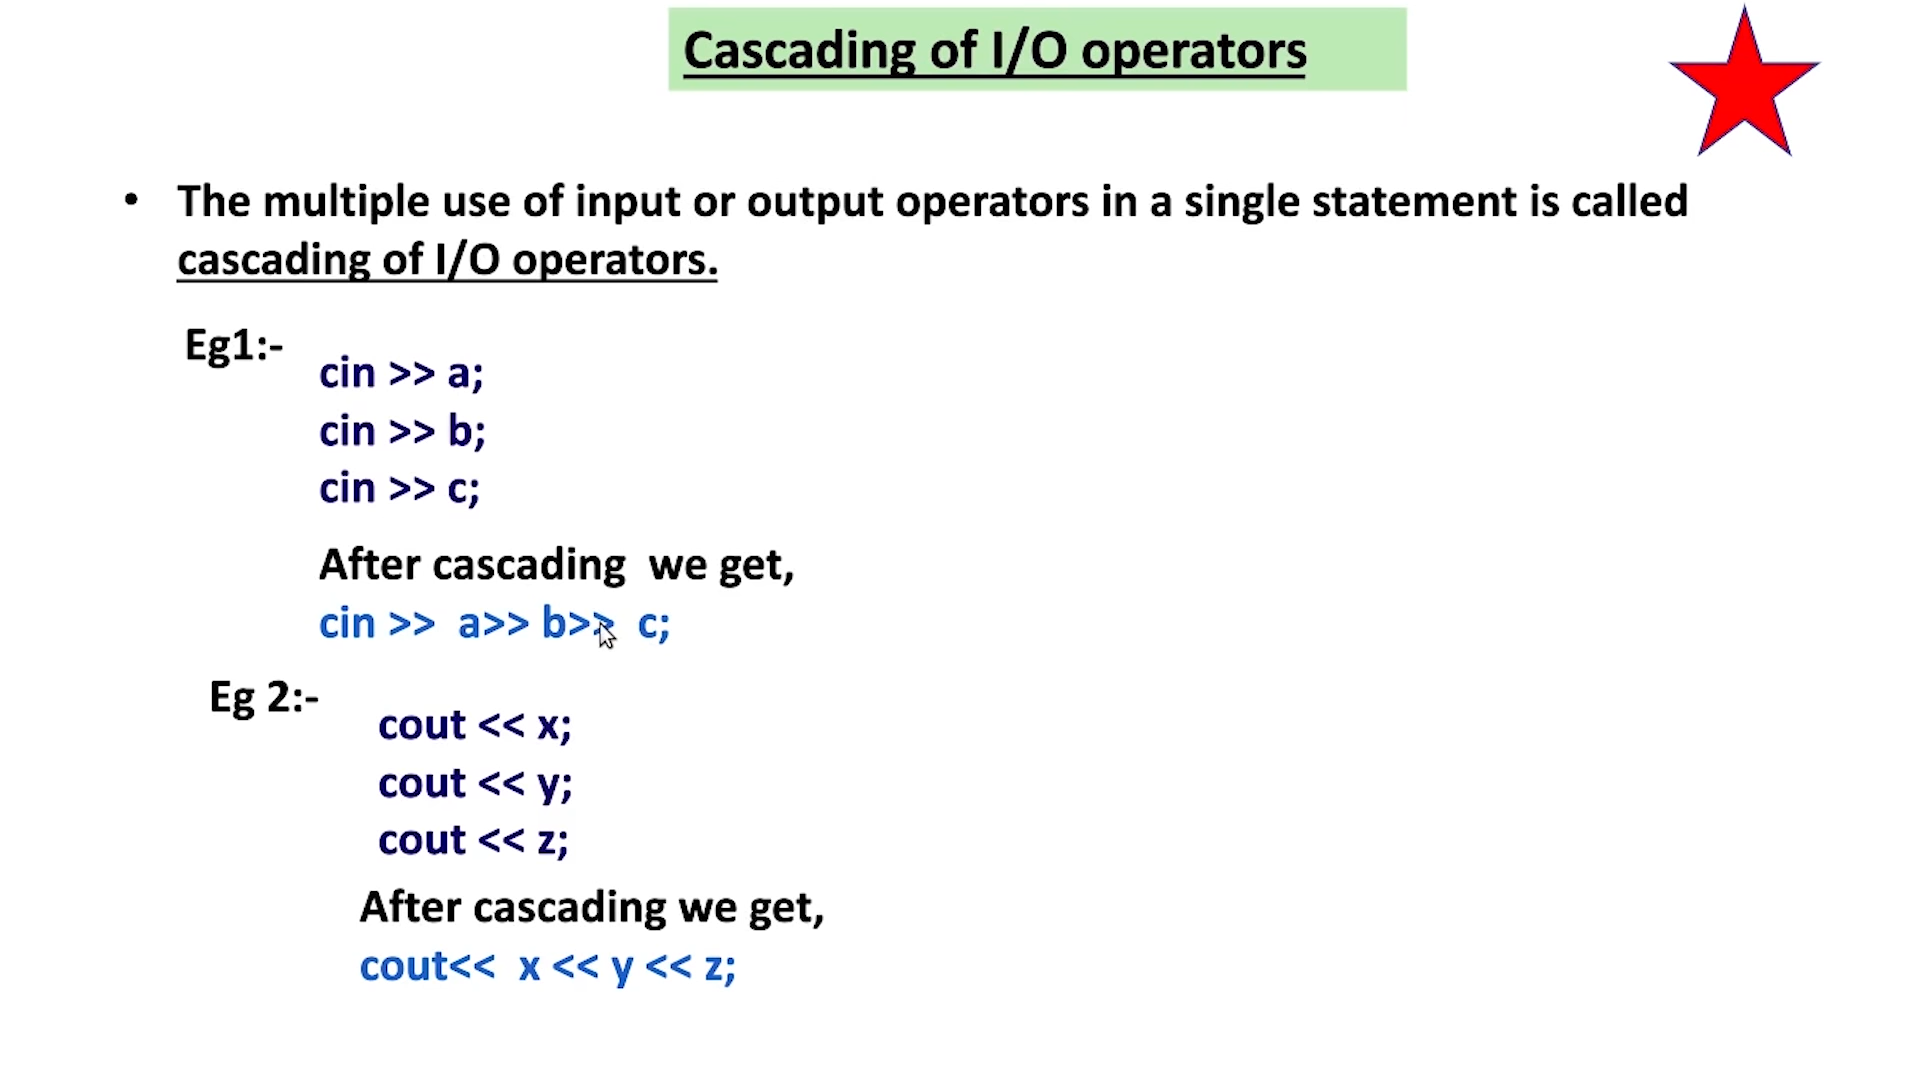 Cascading of I/O operators
• The multiple use of input or output operators in a single statement is called
cascading of I/O operators.
Eg1:-
cin >> a;
cin >> b;
cin >> c;
After cascading  we get,
cin >>  a>> b>>  c;
Eg 2:-
cout << x;
cout << y;
cout << z;
After cascading we get,
cout<<  x << y << z;